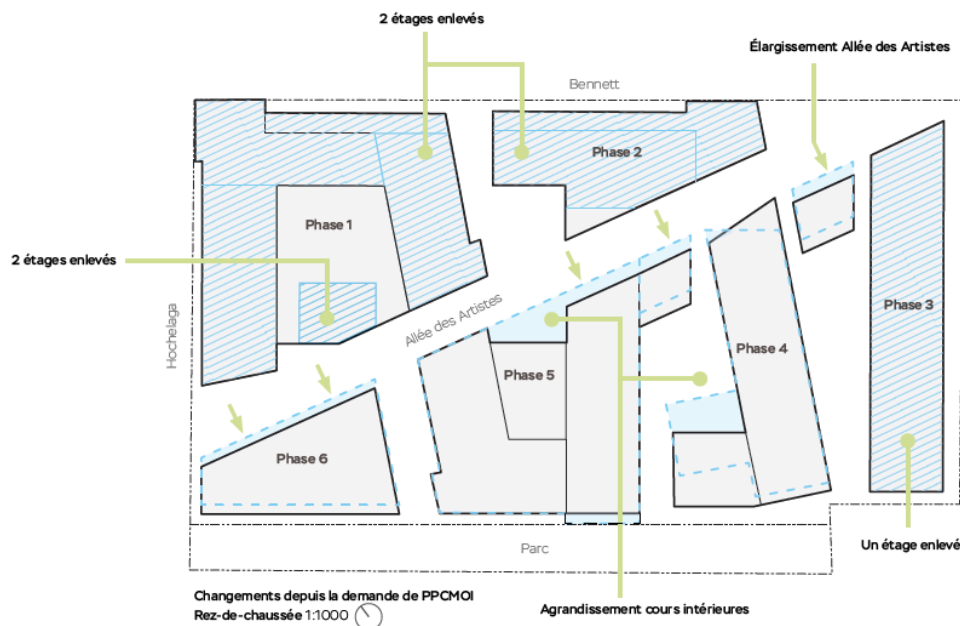 2 étages enlevés
Élargissement Allée des Artistes
Bennett
Phase 2
Phase 1
2 étages enlevés
Hochelaga
Allée des Artistes
Phase 3
Phase 4
Phase 5
Phase 6
Parc
Un étage enlevé
Changements depuis la demande de PPCMOI
Rez-de-chaussée 1:1000
Agrandissement cours intérieures